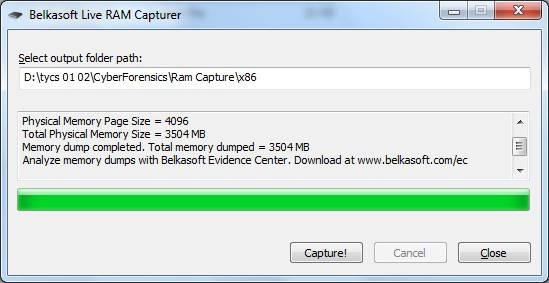 Belkasoft Live RAM Capturer
Select output folder path:
D:\tycs 01 02\CyberForensics\Ram Capture\x86
Physical Memory Page Size = 4096
Total Physical Memory Size = 3504 MB
Memory dump completed. Total memory dumped = 3504 MB
Analyze memory dumps with Belkasoft Evidence Center. Download at www.belkasoft.com/ec
Capture!
Cancel
Close